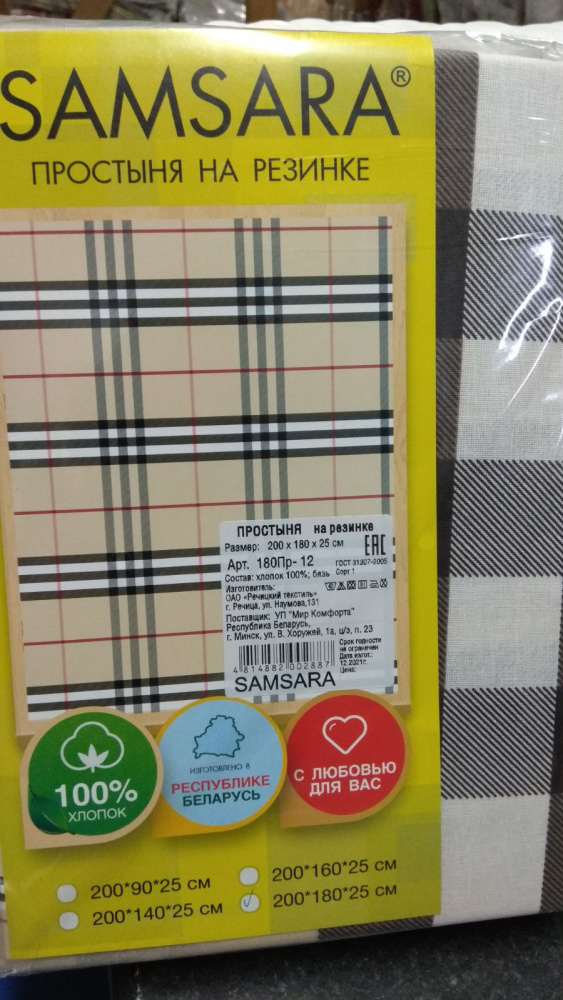 SAMSARA®
ПРОСТЫНЯ НА РЕЗИНКЕ
ПРОСТЫНЯ на резинке
Размер: 200 х 180 х 25 см
EAC
Арт. 180Пр- 12
ГОСТ 31307-2005
Состав: хлопок 100%; бязь
Сорт 1
Изготовитель:
ОАО «Речицкий текстиль»
г. Речица, ул. Наумова,131
Поставщик: УП "Мир Комфорта"
Республика Беларусь,
г. Минск, ул. В. Хоружей, 1а, ц/э, п. 23
Срок годности
не ограничен
Дата изгот.:
12.2021г.
Цена:
4 814882 002887
SAMSARA
100%
ХЛОПОК
ИЗГОТОВЛЕНО В
РЕСПУБЛИКЕ
БЕЛАРУСЬ
С ЛЮБОВЬЮ
ДЛЯ ВАС
200*90*25 СМ
200*160*25 СМ
200*140*25 СМ
200*180*25 СМ